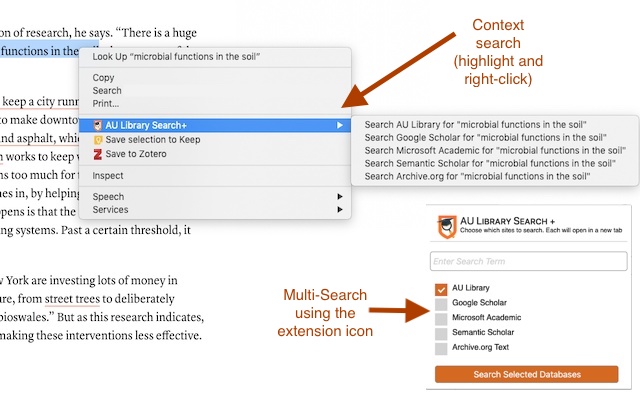 on of research, he says. “There is a huge
functions in the
Look Up “microbial functions in the soil”
Copy
Search
Print...
AU Library Search+
Save selection to Keep
Save to Zotero
Inspect
Speech
Services
Context
search
(highlight and
right-click)
Search AU Library for "microbial functions in the soil"
Search Google Scholar for "microbial functions in the soil"
Search Microsoft Academic for "microbial functions in the soil"
Search Semantic Scholar for "microbial functions in the soil"
Search Archive.org for "microbial functions in the soil"
keep a city runn
to make downto
and asphalt, whic
works to keep
ns too much for
nes in, by helping
opens is that the
ng systems. Past a certain threshold, it
w York are investing lots of money in
ure, from street trees to deliberately
bioswales.” But as this research indicates,
making these interventions less effective.
Multi-Search
using the
extension icon
AU LIBRARY SEARCH +
Choose which sites to search. Each will open in a new tab
Enter Search Term
AU Library
Google Scholar
Microsoft Academic
Semantic Scholar
Archive.org Text
Search Selected Databases